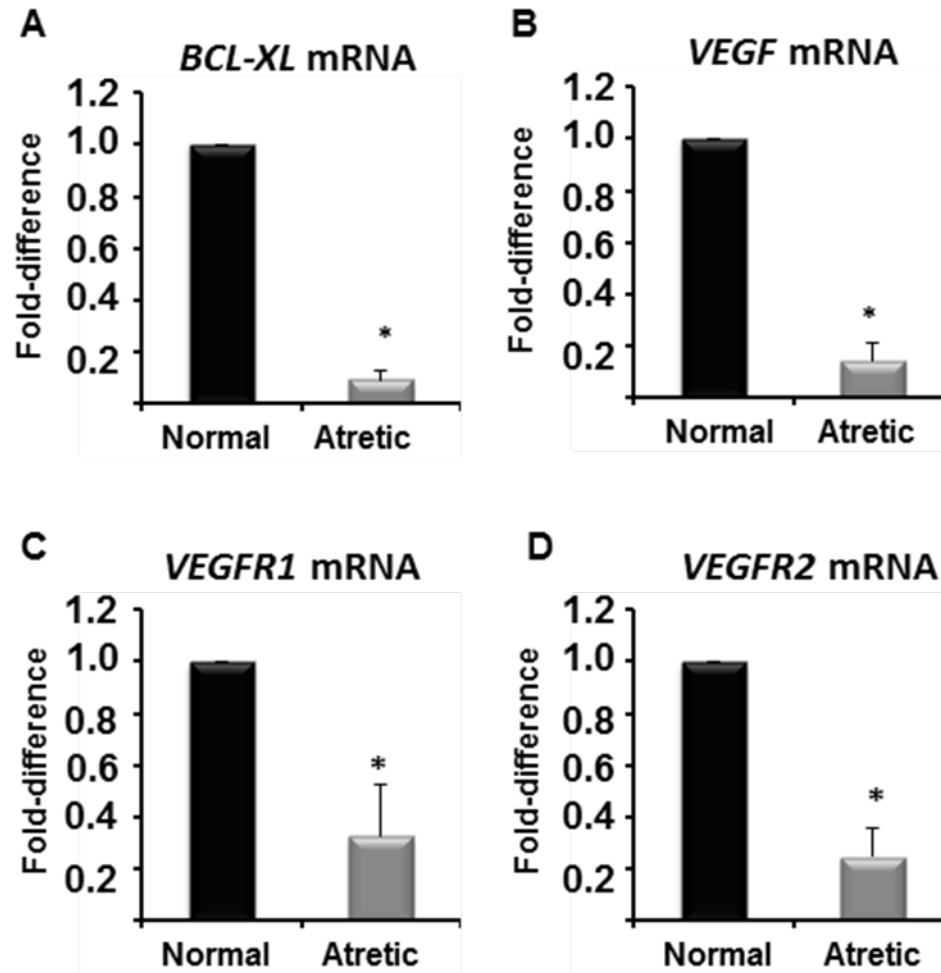 A
BCL-XL mRNA
Fold-difference
1.2
1.0
0.8
0.6
0.4
0.2
*
Normal Atretic
B
VEGF mRNA
Fold-difference
1.2
1.0
0.8
0.6
0.4
0.2
*
Normal Atretic
C
VEGFR1 mRNA
Fold-difference
1.2
1.0
0.8
0.6
0.4
0.2
*
Normal Atretic
D
VEGFR2 mRNA
Fold-difference
1.2
1.0
0.8
0.6
0.4
0.2
*
Normal Atretic